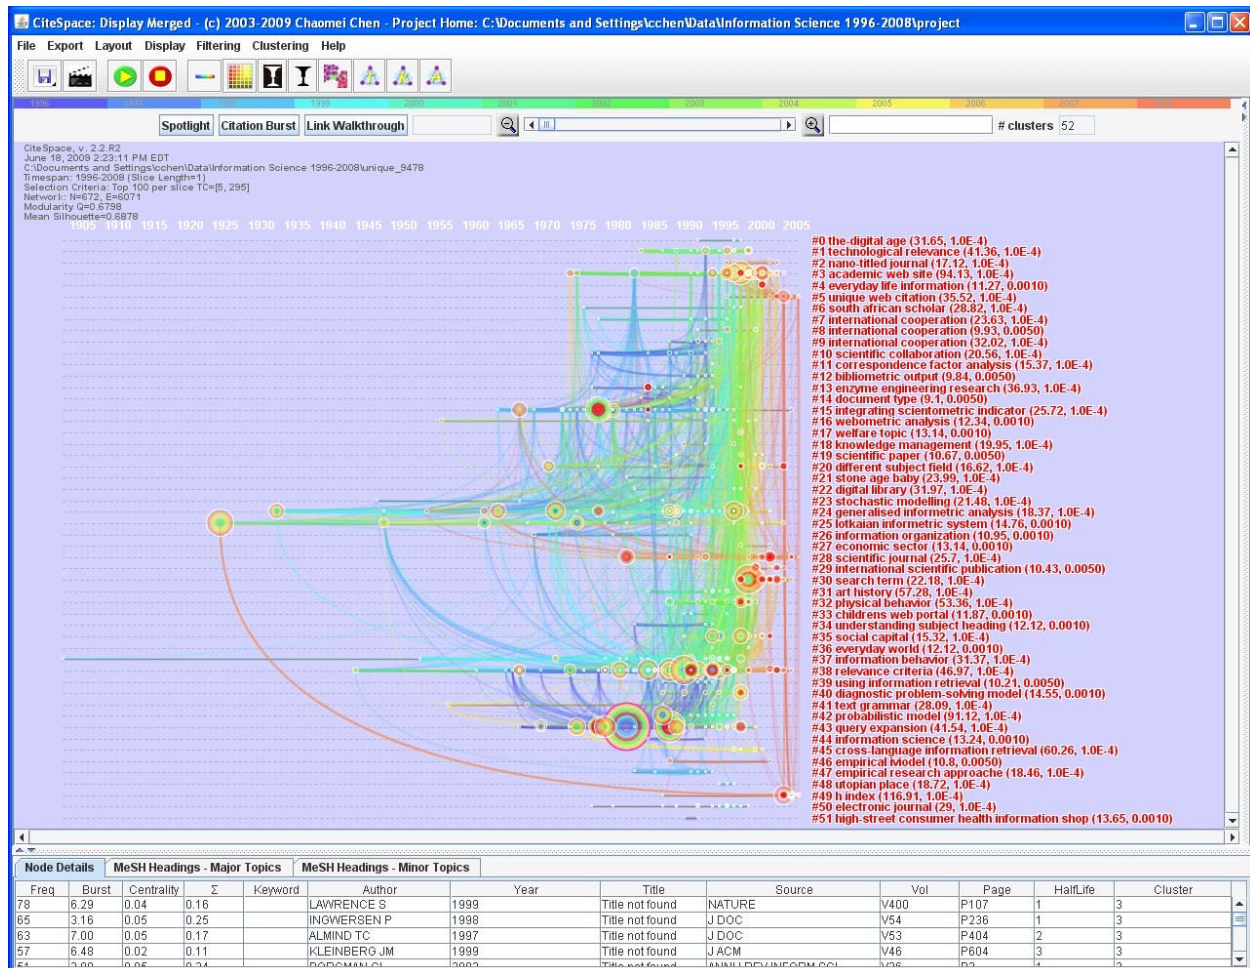 CiteSpace: Display Merged - (c) 2003-2009 Chaomei Chen - Project Home: C:\Documents and Settings\cchen\Data\Information Science 1996-2008\project
File Export Layout Display Filtering Clustering Help
1996 1997 1998 1999 2000 2001 2002 2003 2004 2005 2006 2007
Spotlight Citation Burst Link Walkthrough # clusters 52
CiteSpace, v. 2.2.R2
June 18, 2009 2:23:11 PM EDT
C:\Documents and Settings\cchen\Data\Information Science 1996-2008\unique_9478
Timespan: 1996-2008 (Slice Length=1)
Selection Criteria: Top 100 per slice TC=[5, 295]
Network: N=672, E=6071
Modularity Q=0.6798
Mean Silhouette=0.6878
1905 1910 1915 1920 1925 1930 1935 1940 1945 1950 1955 1960 1965 1970 1975 1980 1985 1990 1995 2000 2005
#0 the-digital age (31.65, 1.0E-4)
#1 technological relevance (41.36, 1.0E-4)
#2 nano-titled journal (17.12, 1.0E-4)
#3 academic web site (94.13, 1.0E-4)
#4 everyday life information (11.27, 0.0010)
#5 unique web citation (35.52, 1.0E-4)
#6 south african scholar (28.82, 1.0E-4)
#7 international cooperation (23.63, 1.0E-4)
#8 international cooperation (9.93, 0.0050)
#9 international cooperation (32.02, 1.0E-4)
#10 scientific collaboration (20.56, 1.0E-4)
#11 correspondence factor analysis (15.37, 1.0E-4)
#12 bibliometric output (9.84, 0.0050)
#13 enzyme engineering research (36.93, 1.0E-4)
#14 document type (9.1, 0.0050)
#15 integrating scientometric indicator (25.72, 1.0E-4)
#16 webometric analysis (12.34, 0.0010)
#17 welfare topic (13.14, 0.0010)
#18 knowledge management (19.95, 1.0E-4)
#19 scientific paper (10.67, 0.0050)
#20 different subject field (16.62, 1.0E-4)
#21 stone age baby (23.99, 1.0E-4)
#22 digital library (31.97, 1.0E-4)
#23 stochastic modelling (21.48, 1.0E-4)
#24 generalised informetric analysis (18.37, 1.0E-4)
#25 lotkaian informetric system (14.76, 0.0010)
#26 information organization (10.95, 0.0010)
#27 economic sector (13.14, 0.0010)
#28 scientific journal (25.7, 1.0E-4)
#29 international scientific publication (10.43, 0.0050)
#30 search term (22.18, 1.0E-4)
#31 art history (57.28, 1.0E-4)
#32 physical behavior (53.36, 1.0E-4)
#33 childrens web portal (11.87, 0.0010)
#34 understanding subject heading (12.12, 0.0010)
#35 social capital (15.32, 1.0E-4)
#36 everyday world (12.12, 0.0010)
#37 information behavior (31.37, 1.0E-4)
#38 relevance criteria (46.97, 1.0E-4)
#39 using information retrieval (10.21, 0.0050)
#40 diagnostic problem-solving model (14.55, 0.0010)
#41 text grammar (28.09, 1.0E-4)
#42 probabilistic model (91.12, 1.0E-4)
#43 query expansion (41.54, 1.0E-4)
#44 information science (13.24, 0.0010)
#45 cross-language information retrieval (60.26, 1.0E-4)
#46 empirical iviodel (10.8, 0.0050)
#47 empirical research approache (18.46, 1.0E-4)
#48 utopian place (18.72, 1.0E-4)
#49 h index (116.91, 1.0E-4)
#50 electronic journal (29, 1.0E-4)
#51 high-street consumer health information shop (13.65, 0.0010)
Node Details MeSH Headings - Major Topics MeSH Headings - Minor Topics
Freq Burst Centrality Σ Keyword Author Year Title Source Vol Page HalfLife Cluster
78 6.29 0.04 0.16 LAWRENCE S 1999 Title not found NATURE V400 P107 1 3
65 3.16 0.05 0.25 INGWERSEN P 1998 Title not found J DOC V54 P236 1 3
63 7.00 0.05 0.17 ALMIND TC 1997 Title not found J DOC V53 P404 2 3
57 6.48 0.02 0.11 KLEINBERG JM 1999 Title not found J ACM V46 P604 3 3